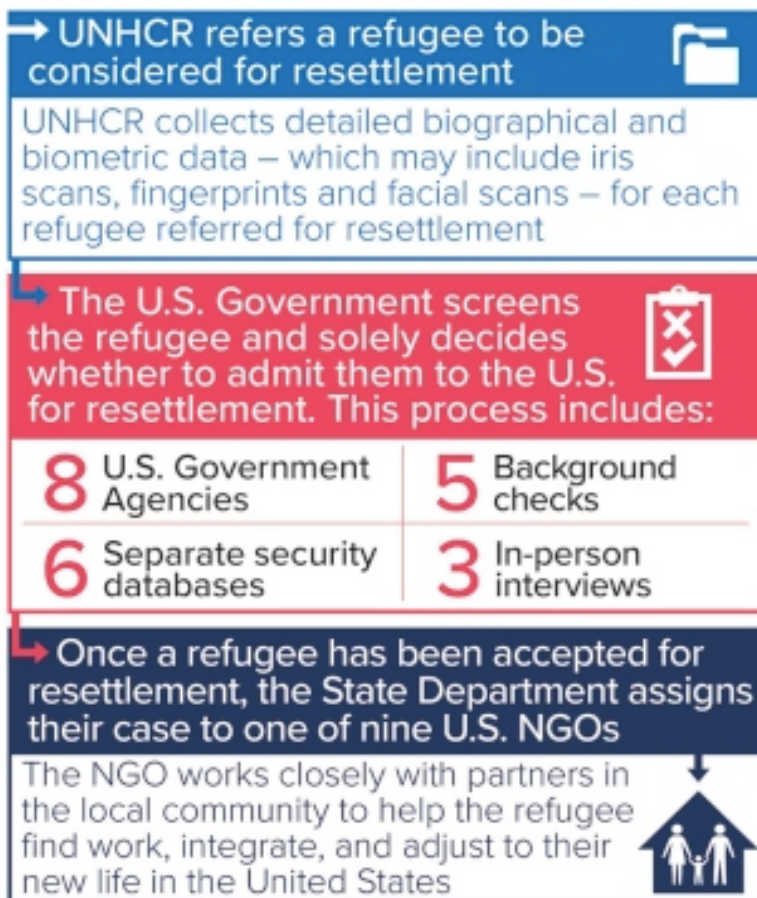 UNHCR refers a refugee to be
considered for resettlement
UNHCR collects detailed biographical and
biometric data – which may include iris
scans, fingerprints and facial scans – for each
refugee referred for resettlement
The U.S. Government screens
the refugee and solely decides
whether to admit them to the U.S.
for resettlement. This process includes:
8 U.S. Government
Agencies
5 Background
checks
6 Separate security
databases
3 In-person
interviews
Once a refugee has been accepted for
resettlement, the State Department assigns
their case to one of nine U.S. NGOs
The NGO works closely with partners in
the local community to help the refugee
find work, integrate, and adjust to their
new life in the United States